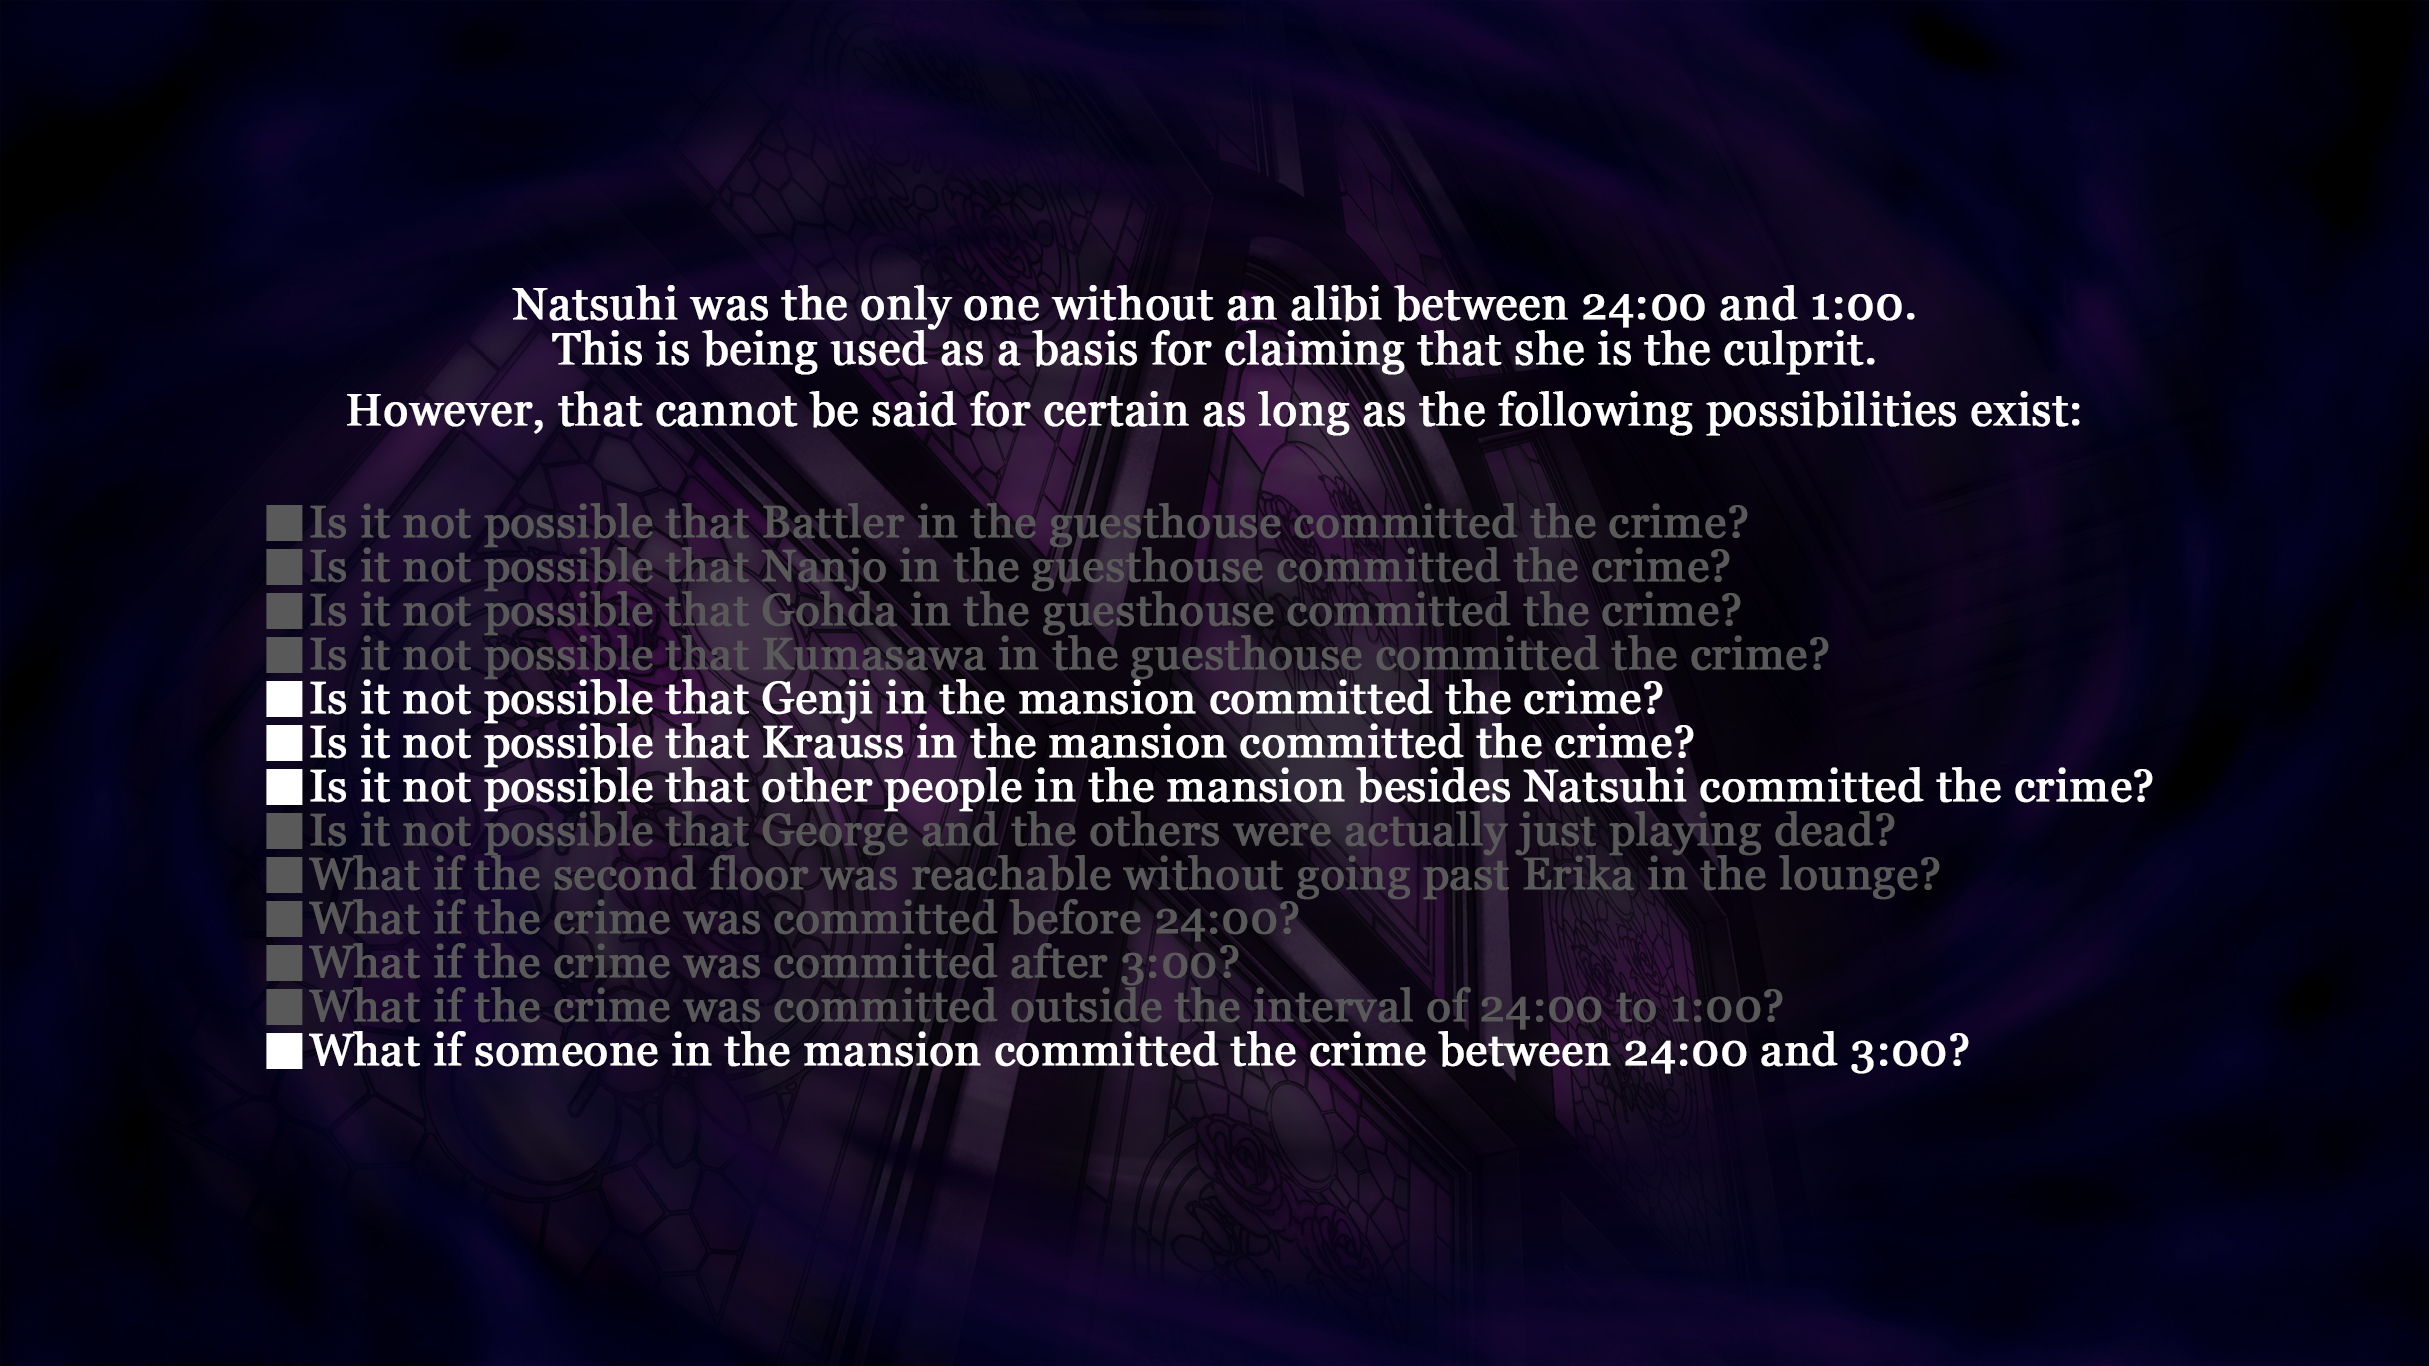 Natsuhi was the only one without an alibi between 24:00 and 1:00.
This is being used as a basis for claiming that she is the culprit.
However, that cannot be said for certain as long as the following possibilities exist:
■Is it not possible that Battler in the guesthouse committed the crime?
■Is it not possible that Nanjo in the guesthouse committed the crime?
■Is it not possible that Gohda in the guesthouse committed the crime?
■Is it not possible that Kumasawa in the guesthouse committed the crime?
■Is it not possible that Genji in the mansion committed the crime?
■Is it not possible that Krauss in the mansion committed the crime?
■Is it not possible that other people in the mansion besides Natsuhi committed the crime?
■Is it not possible that George and the others were actually just playing dead?
■What if the second floor was reachable without going past Erika in the lounge?
■What if the crime was committed before 24:00?
■What if the crime was committed after 3:00?
■What if the crime was committed outside the interval of 24:00 to 1:00?
■What if someone in the mansion committed the crime between 24:00 and 3:00?